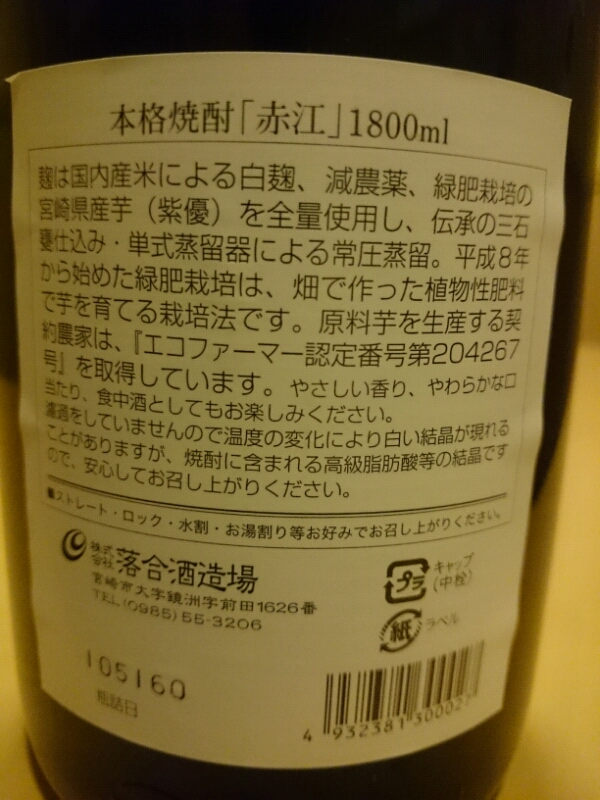 本格焼酎「赤江」1800ml
麹は国内産米による白麹、減農薬、緑肥栽培の
宮崎県産芋（紫優）を全量使用し、伝承の三石
甕仕込み・単式蒸留器による常圧蒸留。平成8年
から始めた緑肥栽培は、畑で作った植物性肥料
で芋を育てる栽培法です。原料芋を生産する契
約農家は、『エコファーマー認定番号第204267
号』を取得しています。やさしい香り、やわらかな口
当たり、食中酒としてもお楽しみください。
濾過をしていませんので温度の変化により白い結晶が現れる
ことがありますが、焼酎に含まれる高級脂肪酸等の結晶です
ので、安心してお召し上がりください。
■ストレート・ロック・水割・お湯割り等お好みでお召し上がりください。
株式会社 落合酒造場
宮崎市大字鏡洲字前田1626番
TEL(0985)55-3206
プラ キャップ(中栓)
紙 ラベル
105160
瓶詰日
4 932381 300027